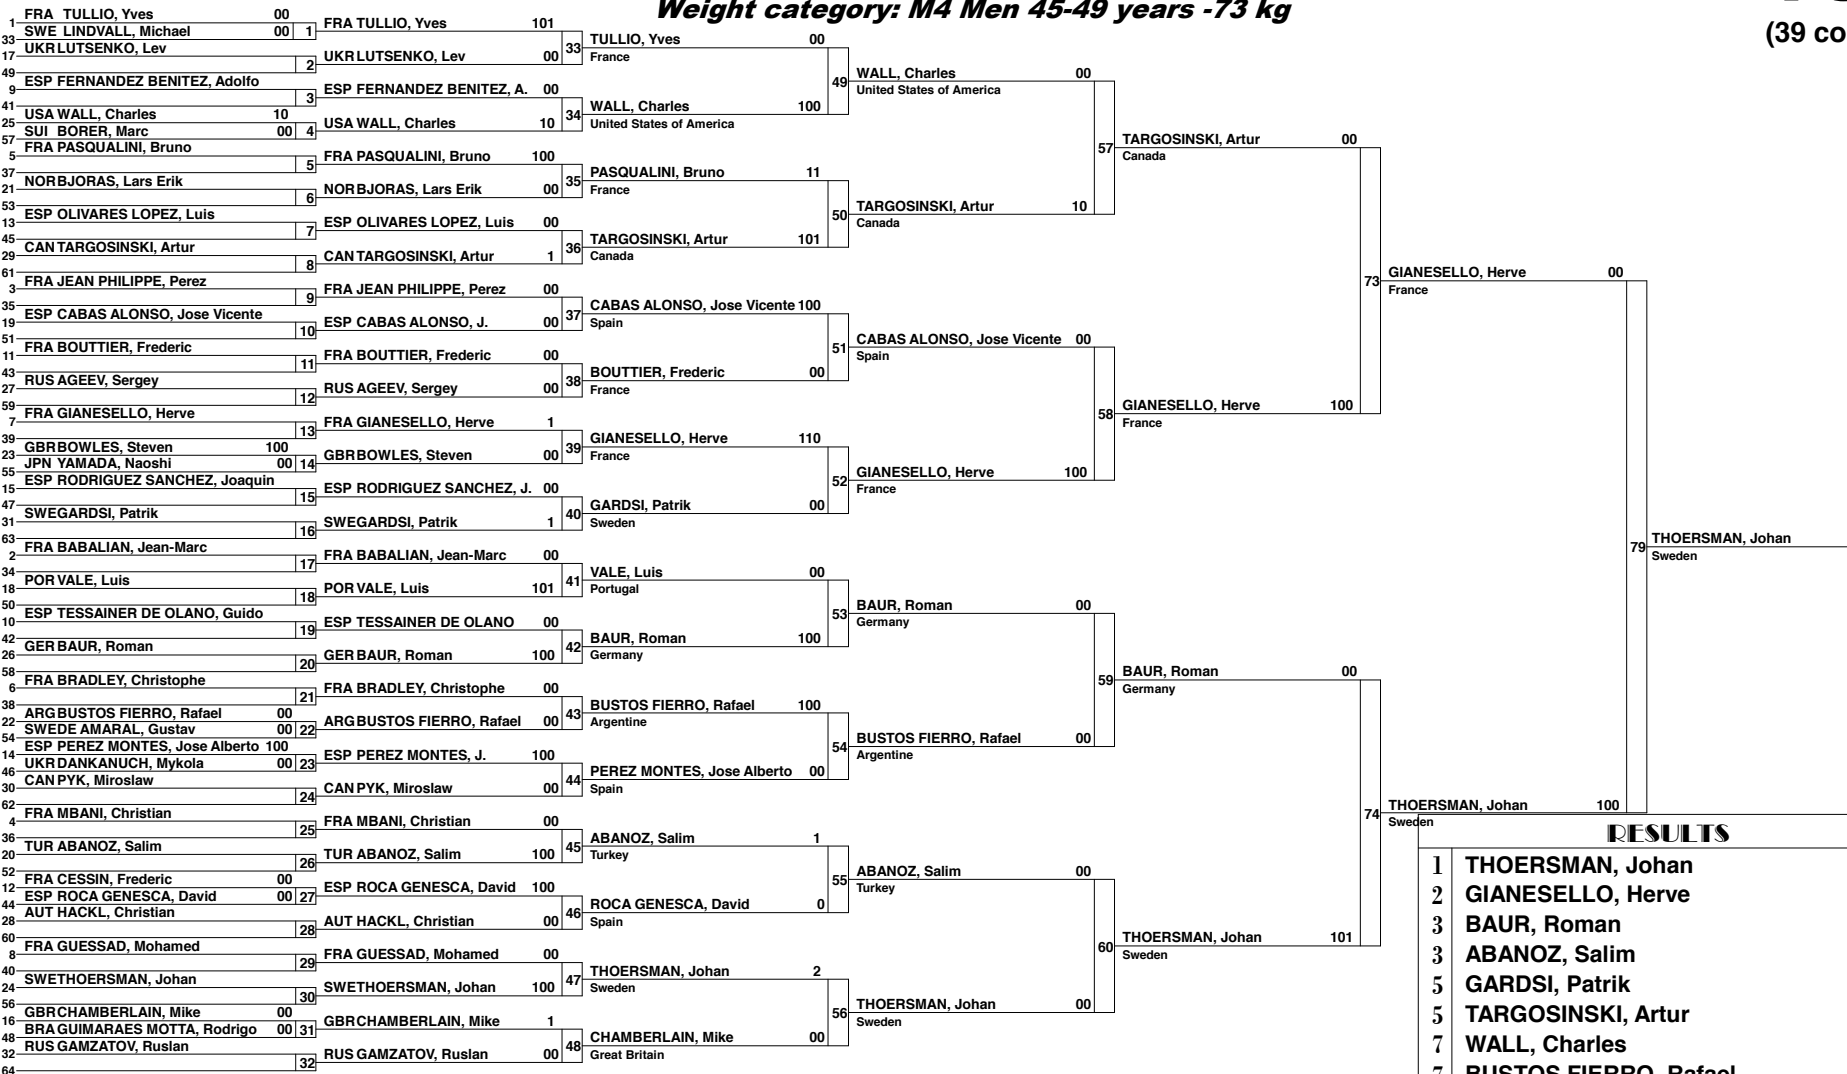 Weight category: M4 Men 45-49 years -73 kg
(39 co
1 FRA TULLIO, Yves 00
33 SWE LINDVALL, Michael 00 1
17 UKR LUTSENKO, Lev
49 2
9 ESP FERNANDEZ BENITEZ, Adolfo
41 3
25 USA WALL, Charles 10
57 SUI BORER, Marc 00 4
5 FRA PASQUALINI, Bruno
37 5
21 NOR BJORAS, Lars Erik
53 6
13 ESP OLIVARES LOPEZ, Luis
45 7
29 CAN TARGOSINSKI, Artur
61 8
3 FRA JEAN PHILIPPE, Perez
35 9
19 ESP CABAS ALONSO, Jose Vicente
51 10
11 FRA BOUTTIER, Frederic
43 11
27 RUS AGEEV, Sergey
59 12
7 FRA GIANESELLO, Herve
39 13
23 GBR BOWLES, Steven 100
55 JPN YAMADA, Naoshi 00 14
15 ESP RODRIGUEZ SANCHEZ, Joaquin
47 15
31 SWE GARDSI, Patrik
63 16
2 FRA BABALIAN, Jean-Marc
34 17
18 POR VALE, Luis
50 18
10 ESP TESSAINER DE OLANO, Guido
42 19
26 GER BAUR, Roman
58 20
6 FRA BRADLEY, Christophe
38 21
22 ARG BUSTOS FIERRO, Rafael 00
54 SWE DE AMARAL, Gustav 00 22
14 ESP PEREZ MONTES, Jose Alberto 100
46 UKR DANKANUCH, Mykola 00 23
30 CAN PYK, Miroslaw
62 24
4 FRA MBANI, Christian
36 25
20 TUR ABANOZ, Salim
52 26
12 FRA CESSIN, Frederic 00
44 ESP ROCA GENESCA, David 00 27
28 AUT HACKL, Christian
60 28
8 FRA GUESSAD, Mohamed
40 29
24 SWE THOERSMAN, Johan
56 30
16 GBR CHAMBERLAIN, Mike 00
48 BRA GUIMARAES MOTTA, Rodrigo 00 31
32 RUS GAMZATOV, Ruslan
64 32
FRA TULLIO, Yves 101
33
UKR LUTSENKO, Lev 00
ESP FERNANDEZ BENITEZ, A. 00
34
USA WALL, Charles 10
FRA PASQUALINI, Bruno 100
35
NOR BJORAS, Lars Erik 00
ESP OLIVARES LOPEZ, Luis 00
36
CAN TARGOSINSKI, Artur 1
FRA JEAN PHILIPPE, Perez 00
37
ESP CABAS ALONSO, J. 00
FRA BOUTTIER, Frederic 00
38
RUS AGEEV, Sergey 00
FRA GIANESELLO, Herve 1
39
GBR BOWLES, Steven 00
ESP RODRIGUEZ SANCHEZ, J. 00
40
SWE GARDSI, Patrik 1
FRA BABALIAN, Jean-Marc 00
41
POR VALE, Luis 101
ESP TESSAINER DE OLANO 00
42
GER BAUR, Roman 100
FRA BRADLEY, Christophe 00
43
ARG BUSTOS FIERRO, Rafael 00
ESP PEREZ MONTES, J. 100
44
CAN PYK, Miroslaw 00
FRA MBANI, Christian 00
45
TUR ABANOZ, Salim 100
ESP ROCA GENESCA, David 100
46
AUT HACKL, Christian 00
FRA GUESSAD, Mohamed 00
47
SWE THOERSMAN, Johan 100
GBR CHAMBERLAIN, Mike 1
48
RUS GAMZATOV, Ruslan 00
TULLIO, Yves 00
France
49
WALL, Charles 100
United States of America
PASQUALINI, Bruno 11
France
50
TARGOSINSKI, Artur 101
Canada
CABAS ALONSO, Jose Vicente 100
Spain
51
BOUTTIER, Frederic 00
France
GIANESELLO, Herve 110
France
52
GARDSI, Patrik 00
Sweden
VALE, Luis 00
Portugal
53
BAUR, Roman 100
Germany
BUSTOS FIERRO, Rafael 100
Argentine
54
PEREZ MONTES, Jose Alberto 00
Spain
ABANOZ, Salim 1
Turkey
55
ROCA GENESCA, David 0
Spain
THOERSMAN, Johan 2
Sweden
56
CHAMBERLAIN, Mike 00
Great Britain
WALL, Charles 00
United States of America
57
TARGOSINSKI, Artur 10
Canada
CABAS ALONSO, Jose Vicente 00
Spain
58
GIANESELLO, Herve 100
France
BAUR, Roman 00
Germany
59
BUSTOS FIERRO, Rafael 00
Argentine
ABANOZ, Salim 00
Turkey
60
THOERSMAN, Johan 00
Sweden
TARGOSINSKI, Artur 00
Canada
73
GIANESELLO, Herve 100
France
BAUR, Roman 00
Germany
74
THOERSMAN, Johan 101
Sweden
GIANESELLO, Herve 00
France
79
THOERSMAN, Johan 100
Sweden
THOERSMAN, Johan
Sweden
RESULTS
1 THOERSMAN, Johan
2 GIANESELLO, Herve
3 BAUR, Roman
3 ABANOZ, Salim
5 GARDSI, Patrik
5 TARGOSINSKI, Artur
7 WALL, Charles
7 BUSTOS FIERRO, Rafael